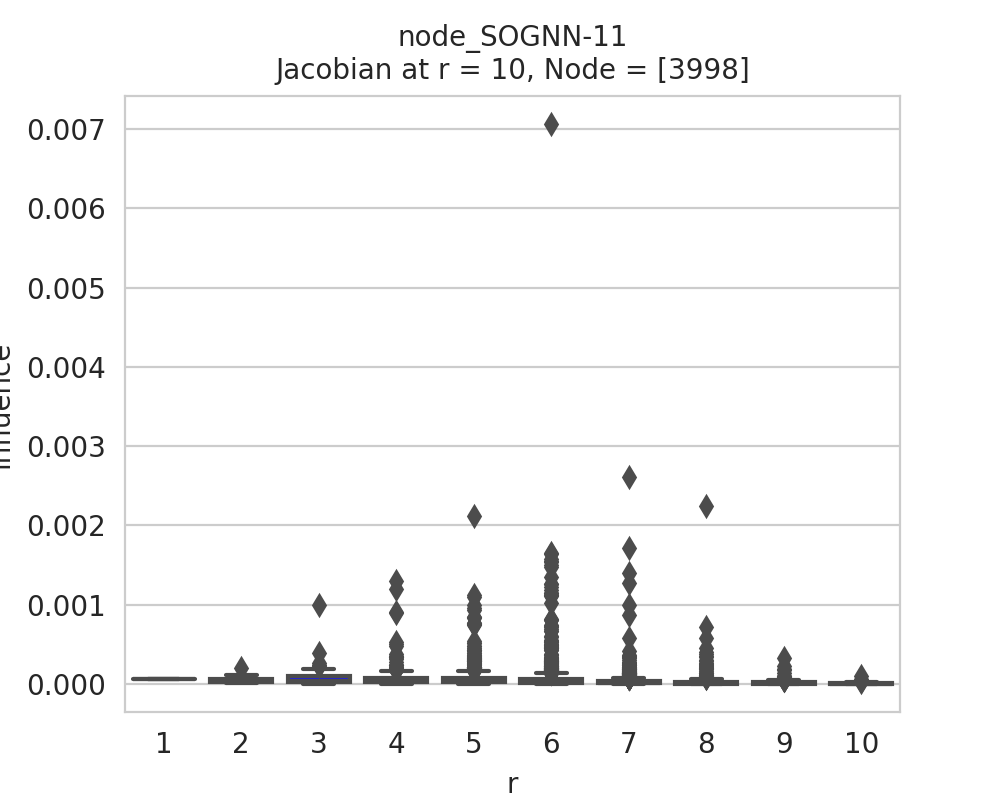 node_SOGNN-11
Jacobian at r = 10, Node = [3998]
0.007
0.006
0.005
0.004
0.003
0.002
0.001
0.000
influence
1 2 3 4 5 6 7 8 9 10
r